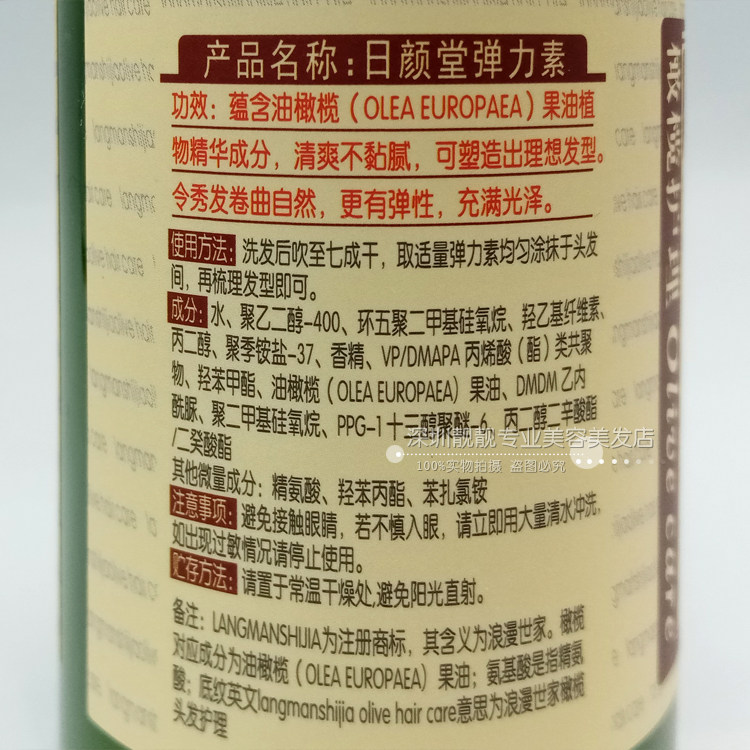 产品名称：日颜堂弹力素
功效：蕴含油橄榄（OLEA EUROPAEA）果油植
物精华成分，清爽不黏腻，可塑造出理想发型。
令秀发卷曲自然，更有弹性，充满光泽。
使用方法：洗发后吹至七成干，取适量弹力素均匀涂抹于头发
间，再梳理发型即可。
成分：水、聚乙二醇-400、环五聚二甲基硅氧烷、羟乙基纤维素、
丙二醇、聚季铵盐-37、香精、VP/DMAPA 丙烯酸（酯）类共聚
物、羟苯甲酯、油橄榄（OLEA EUROPAEA）果油、DMDM 乙内
酰脲、聚二甲基硅氧烷、PPG-1 十三醇聚醚-6、丙二醇二辛酸酯
/二癸酸酯
其他微量成分：精氨酸、羟苯丙酯、苯扎氯铵
注意事项：避免接触眼睛，若不慎入眼，请立即用大量清水冲洗，
如出现过敏情况请停止使用。
贮存方法：请置于常温干燥处,避免阳光直射。
备注：LANGMANSHIJIA为注册商标，其含义为浪漫世家。橄榄
对应成分为油橄榄（OLEA EUROPAEA）果油；氨基酸是指精氨
酸；底纹英文langmanshijia olive hair care意思为浪漫世家橄榄
头发护理
橄榄护理 Olive care
深圳靓靓专业美容美发店
100%实物拍摄 盗图必究